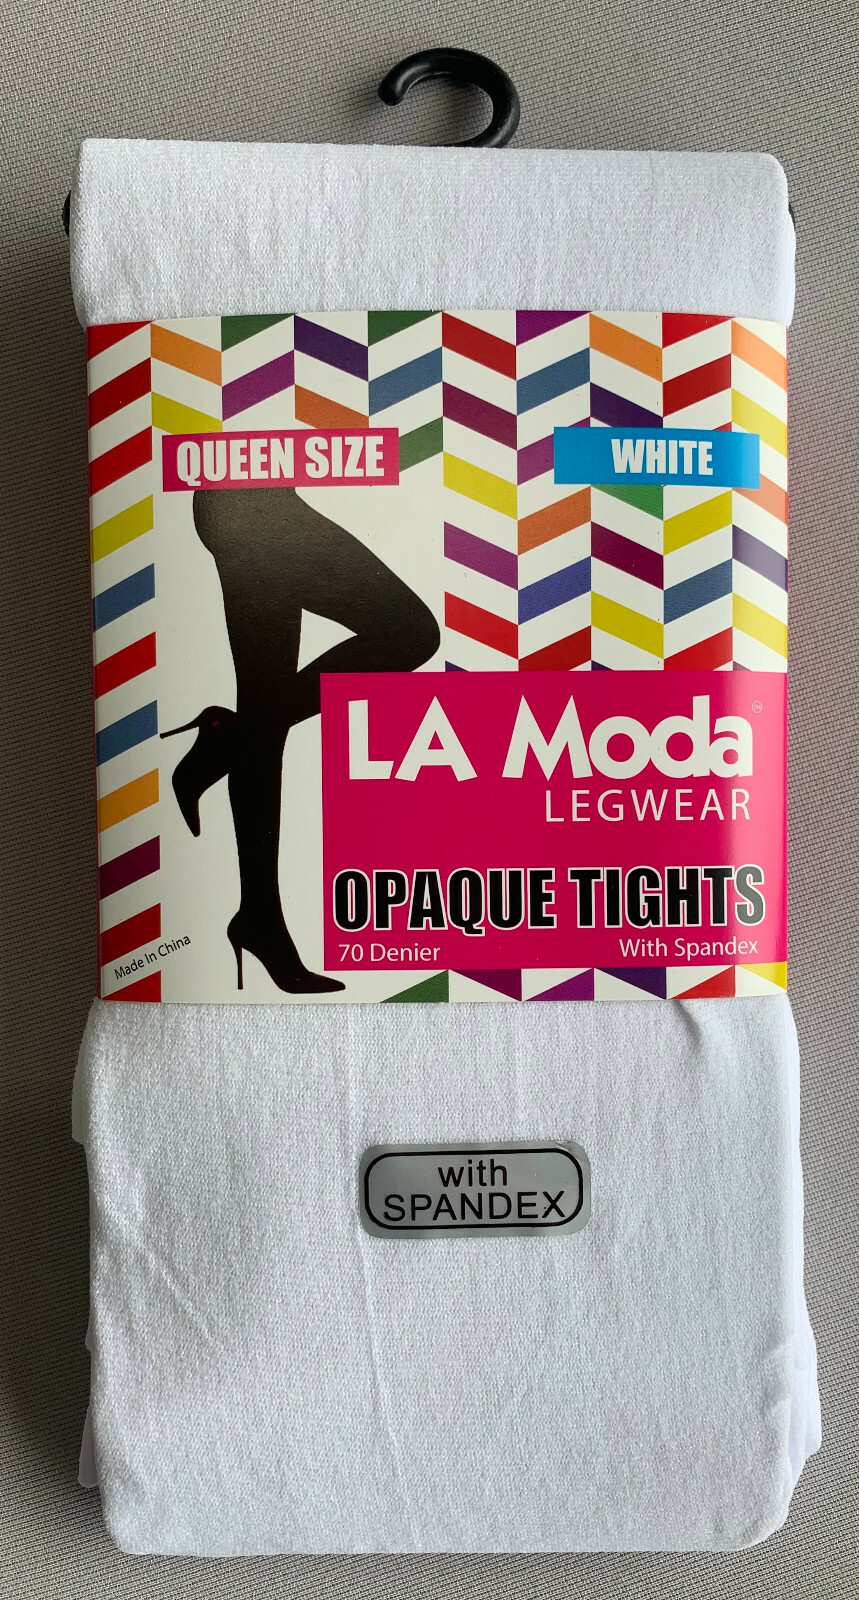 QUEEN SIZE
WHITE
LA Moda
LEGWEAR
OPAQUE TIGHTS
70 Denier
With Spandex
Made In China
with
SPANDEX